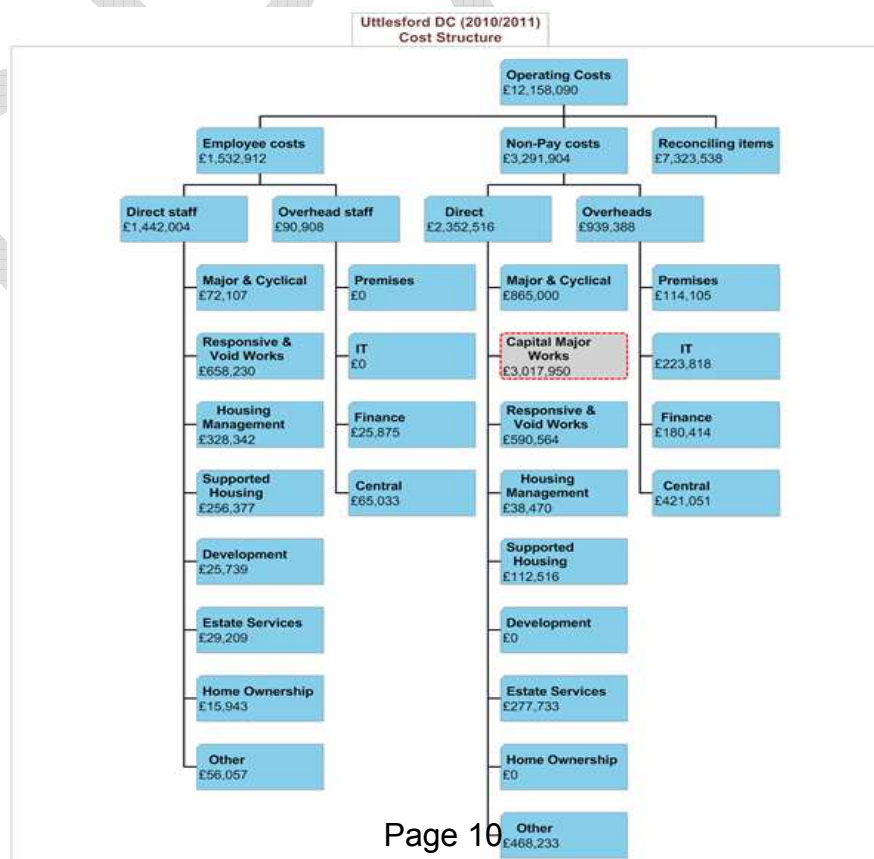 Uttlesford DC (2010/2011)
Cost Structure
Operating Costs
£12,158,090
Employee costs
£1,532,912
Non-Pay costs
£3,291,904
Reconciling items
£7,323,538
Direct staff
£1,442,004
Overhead staff
£90,908
Direct
£2,352,516
Overheads
£939,388
Major & Cyclical
£72,107
Responsive &
Void Works
£658,230
Housing
Management
£328,342
Supported
Housing
£256,377
Development
£25,739
Estate Services
£29,209
Home Ownership
£15,943
Other
£56,057
Premises
£0
IT
£0
Finance
£25,875
Central
£65,033
Major & Cyclical
£865,000
Capital Major
Works
£3,017,950
Responsive &
Void Works
£590,564
Housing
Management
£38,470
Supported
Housing
£112,516
Development
£0
Estate Services
£277,733
Home Ownership
£0
Other
£468,233
Premises
£114,105
IT
£223,818
Finance
£180,414
Central
£421,051
Page 10